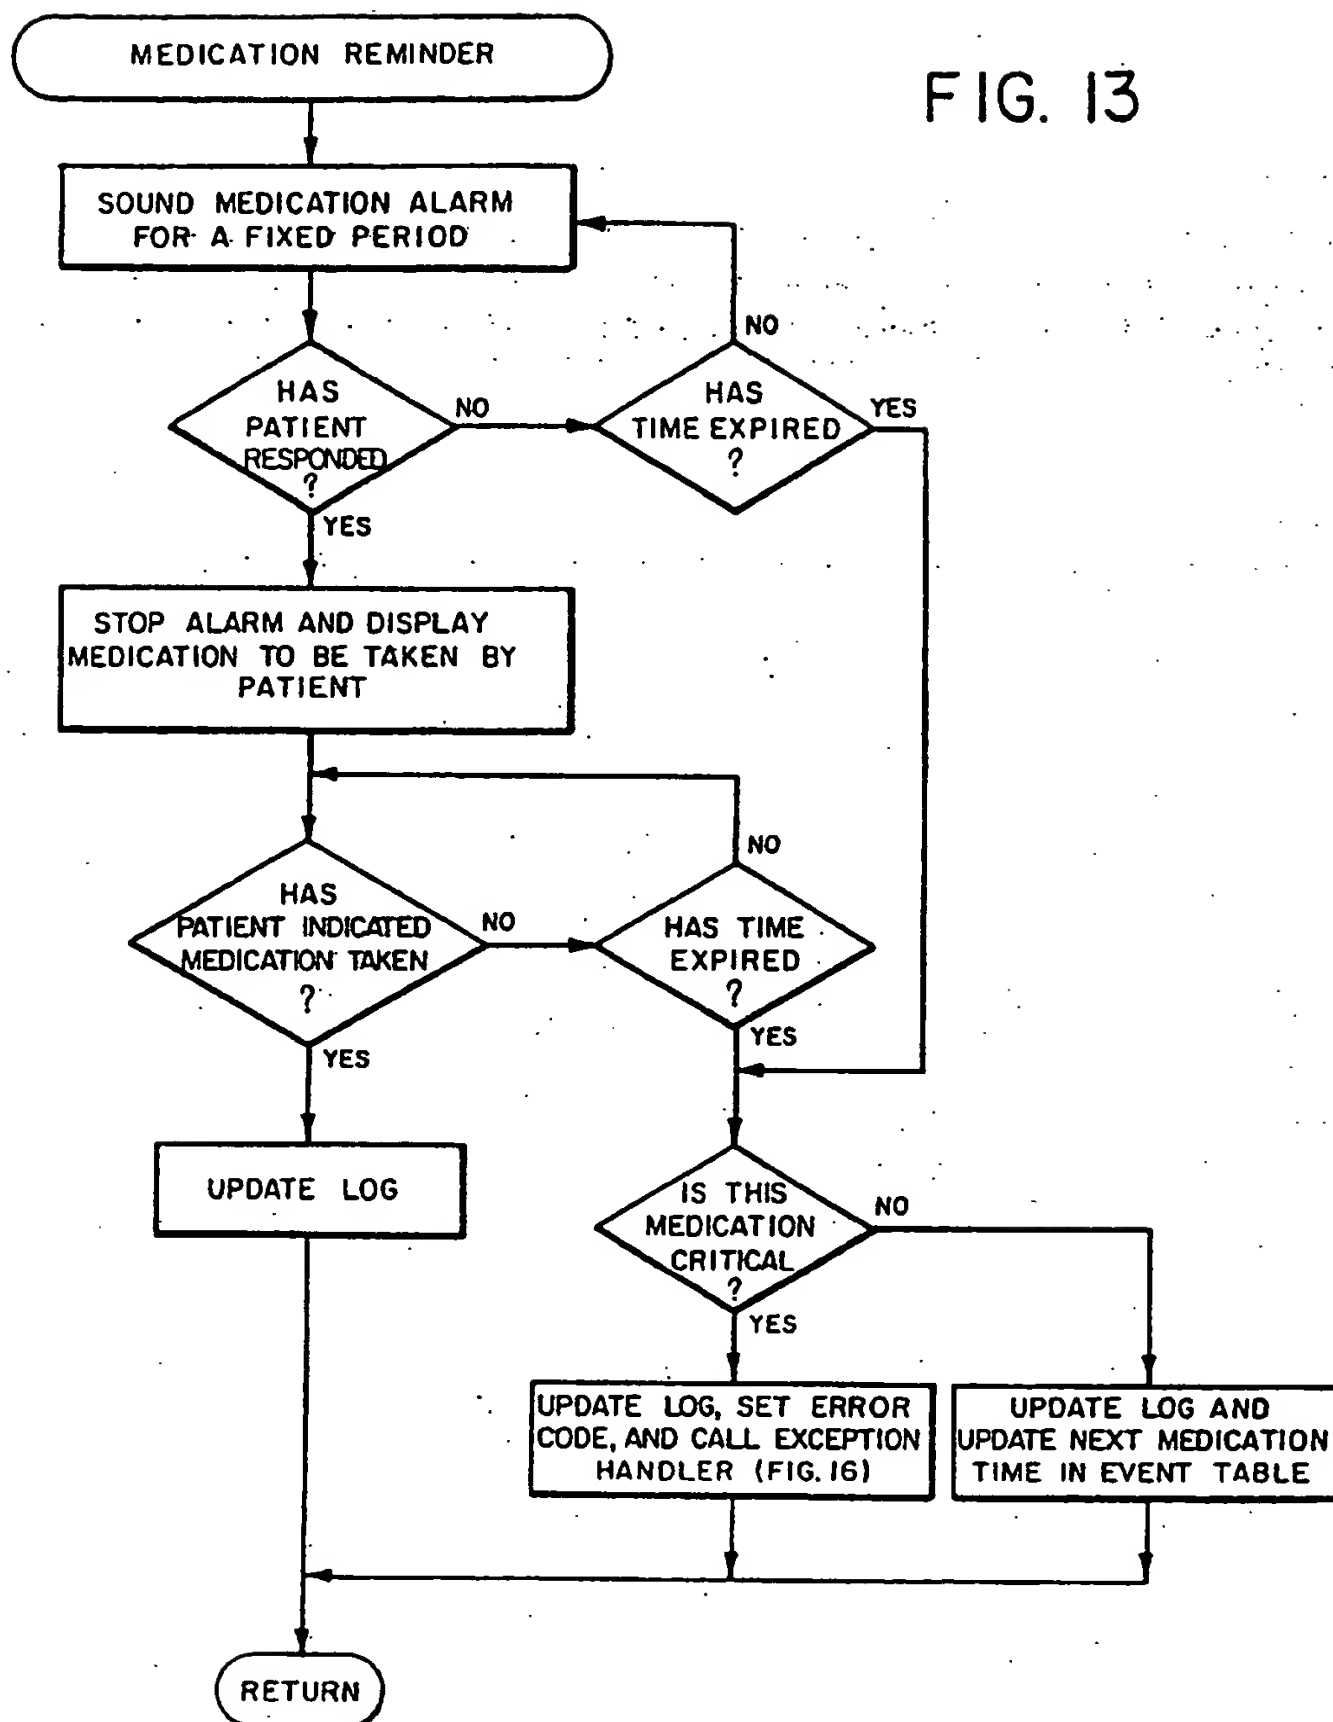 MEDICATION REMINDER
FIG. 13
SOUND MEDICATION ALARM
FOR A FIXED PERIOD
NO
HAS
PATIENT
RESPONDED
?
NO
HAS
TIME EXPIRED
?
YES
YES
STOP ALARM AND DISPLAY
MEDICATION TO BE TAKEN BY
PATIENT
NO
HAS
PATIENT INDICATED
MEDICATION TAKEN
?
NO
HAS TIME
EXPIRED
?
YES
YES
UPDATE LOG
IS THIS
MEDICATION
CRITICAL
?
NO
YES
UPDATE LOG, SET ERROR
CODE, AND CALL EXCEPTION
HANDLER (FIG. 16)
UPDATE LOG AND
UPDATE NEXT MEDICATION
TIME IN EVENT TABLE
RETURN